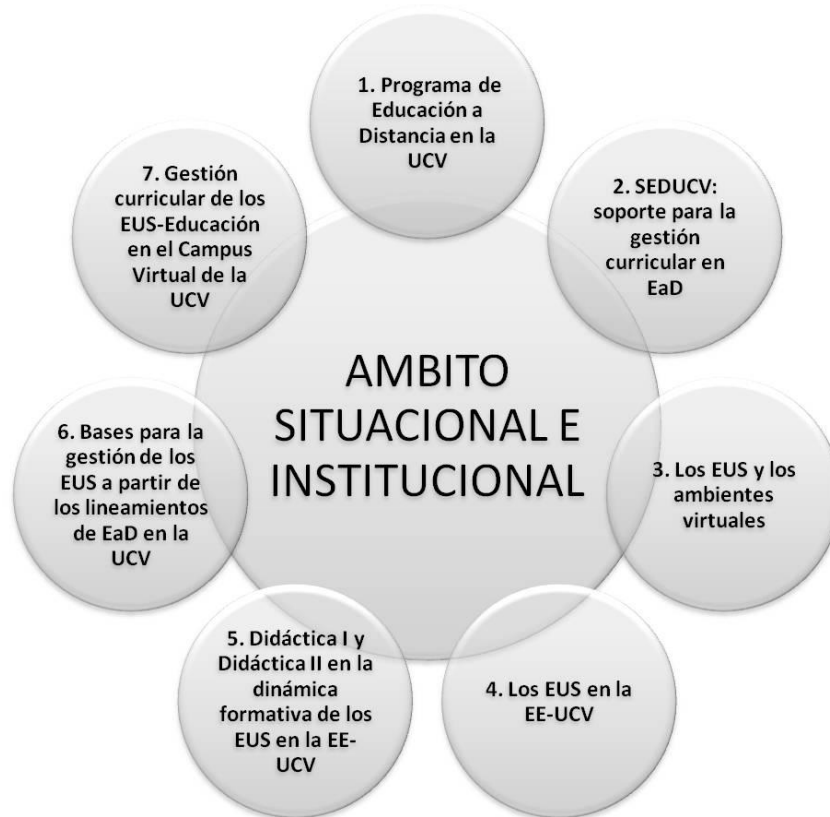 1. Programa de
Educación a
Distancia en la
UCV
2. SEDUCV:
soporte para la
gestión
curricular en
EaD
3. Los EUS y los
ambientes
virtuales
4. Los EUS en la
EE-UCV
5. Didáctica I y
Didáctica II en la
dinámica
formativa de los
EUS en la EE-
UCV
6. Bases para la
gestión de los
EUS a partir de
los lineamientos
de EaD en la
UCV
7. Gestión
curricular de los
EUS-Educación
en el Campus
Virtual de la
UCV
AMBITO
SITUACIONAL E
INSTITUCIONAL